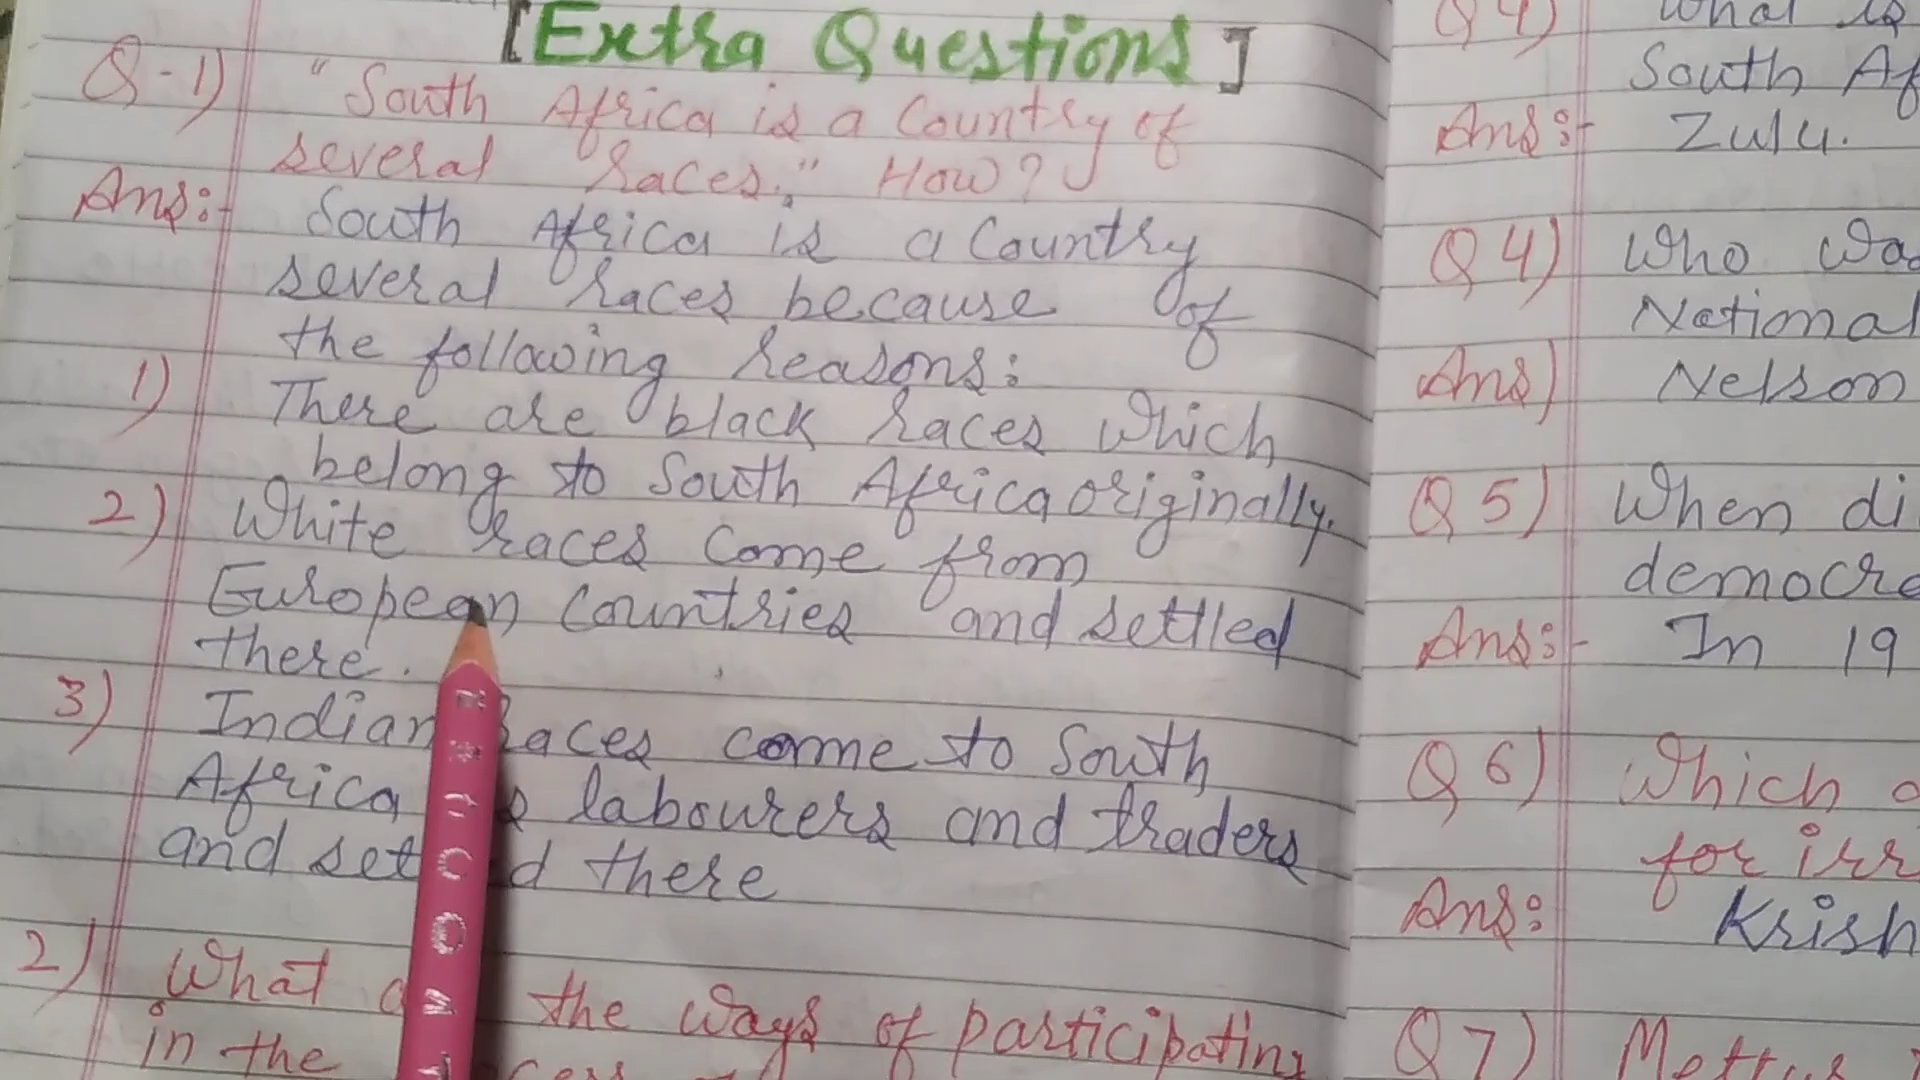 [Extra Questions]
Q-1) "South Africa is a Country of
several races." How?
Ans:- South Africa is a Country
several races because of
the following reasons:
1) There are black races which
belong to South Africa originally.
2) White races come from
European Countries and settled
there.
3) Indian races come to South
Africa labourers and traders
and there
2) What the ways of participating
in the
Q4) What is
South Af
Ans:- Zulu.
Q4) Who wa
National
Ans) Nelson
Q5) When di
democra
Ans:- In 19
Q6) Which
for irr
Ans: Krish
Q7)